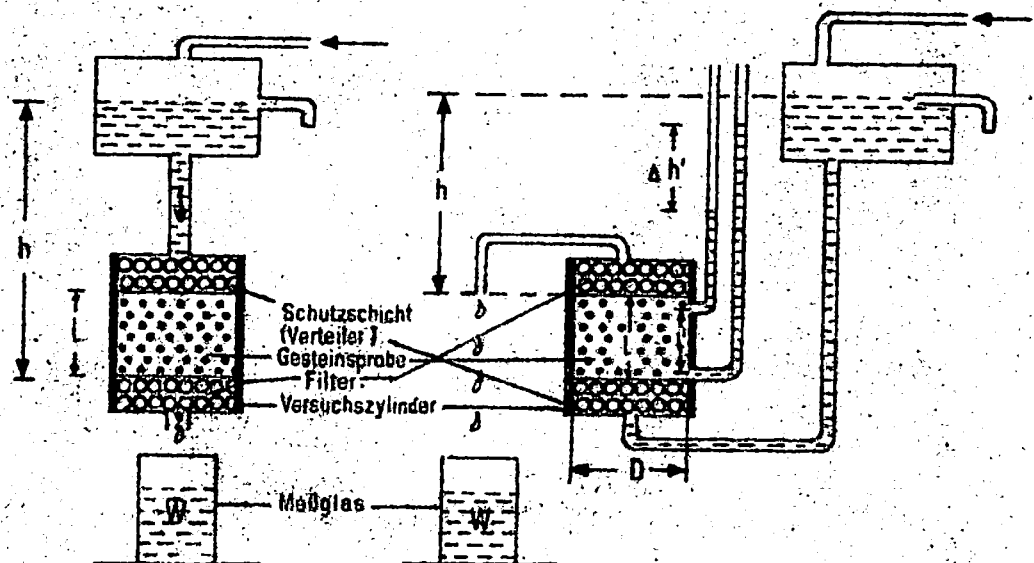 h
h
Δ h'
L
L
Schutzschicht
(Verteiler)
Gesteinsprobe
Filter
Versuchszylinder
D
Meßglas
W
W